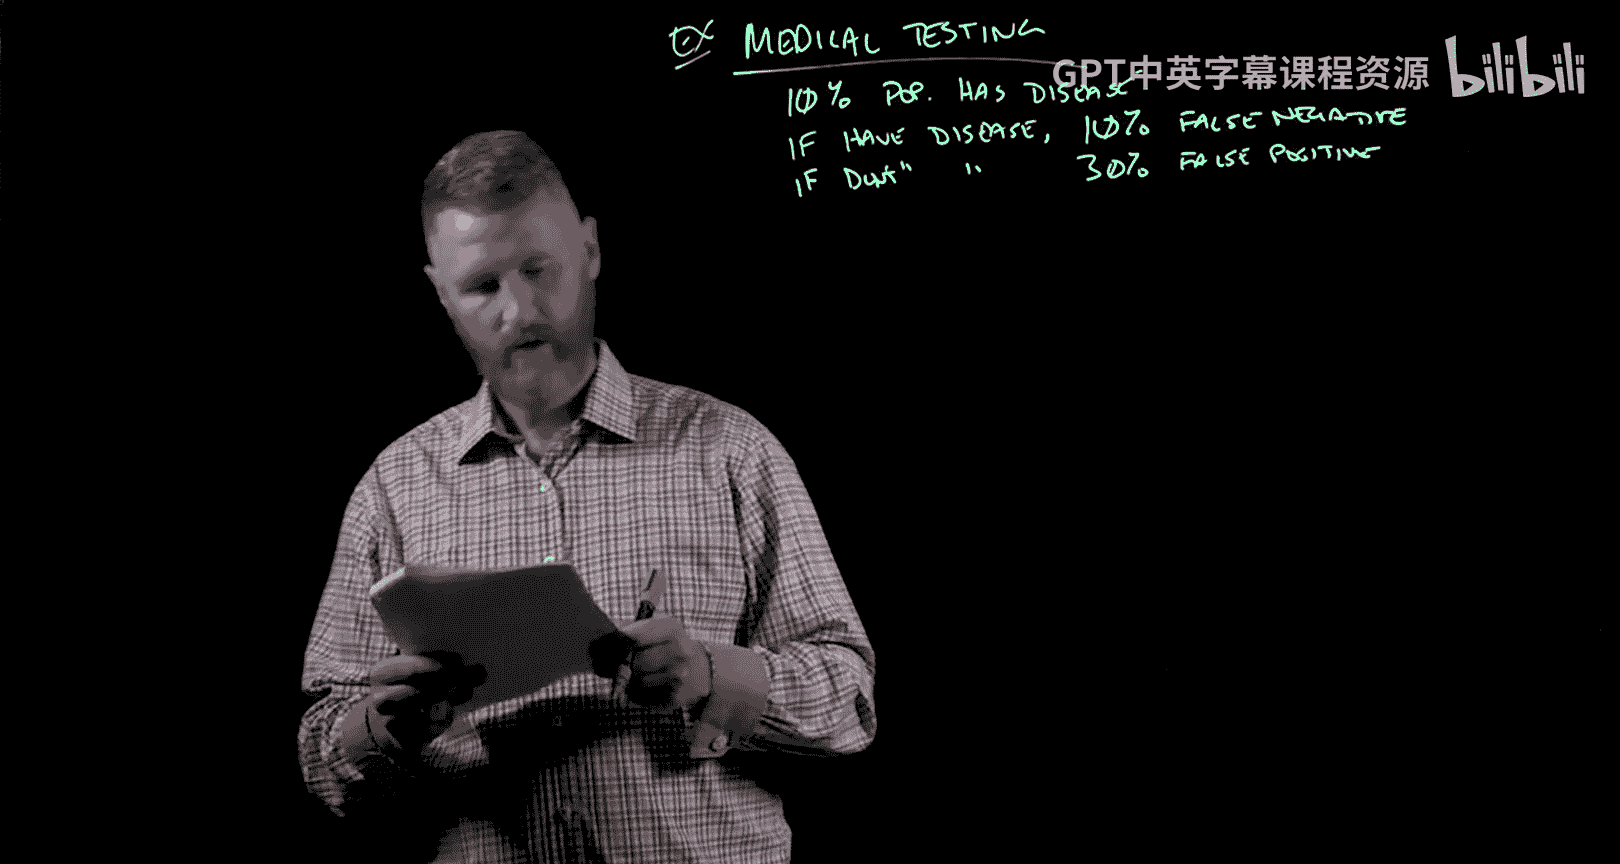 EX MEDICAL TESTING
GPT中英字幕课程资源 bilibili
10% POP. HAS DISEASE
IF HAVE DISEASE, 10% FALSE NEGATIVE
IF DON'T " " 30% FALSE POSITIVE